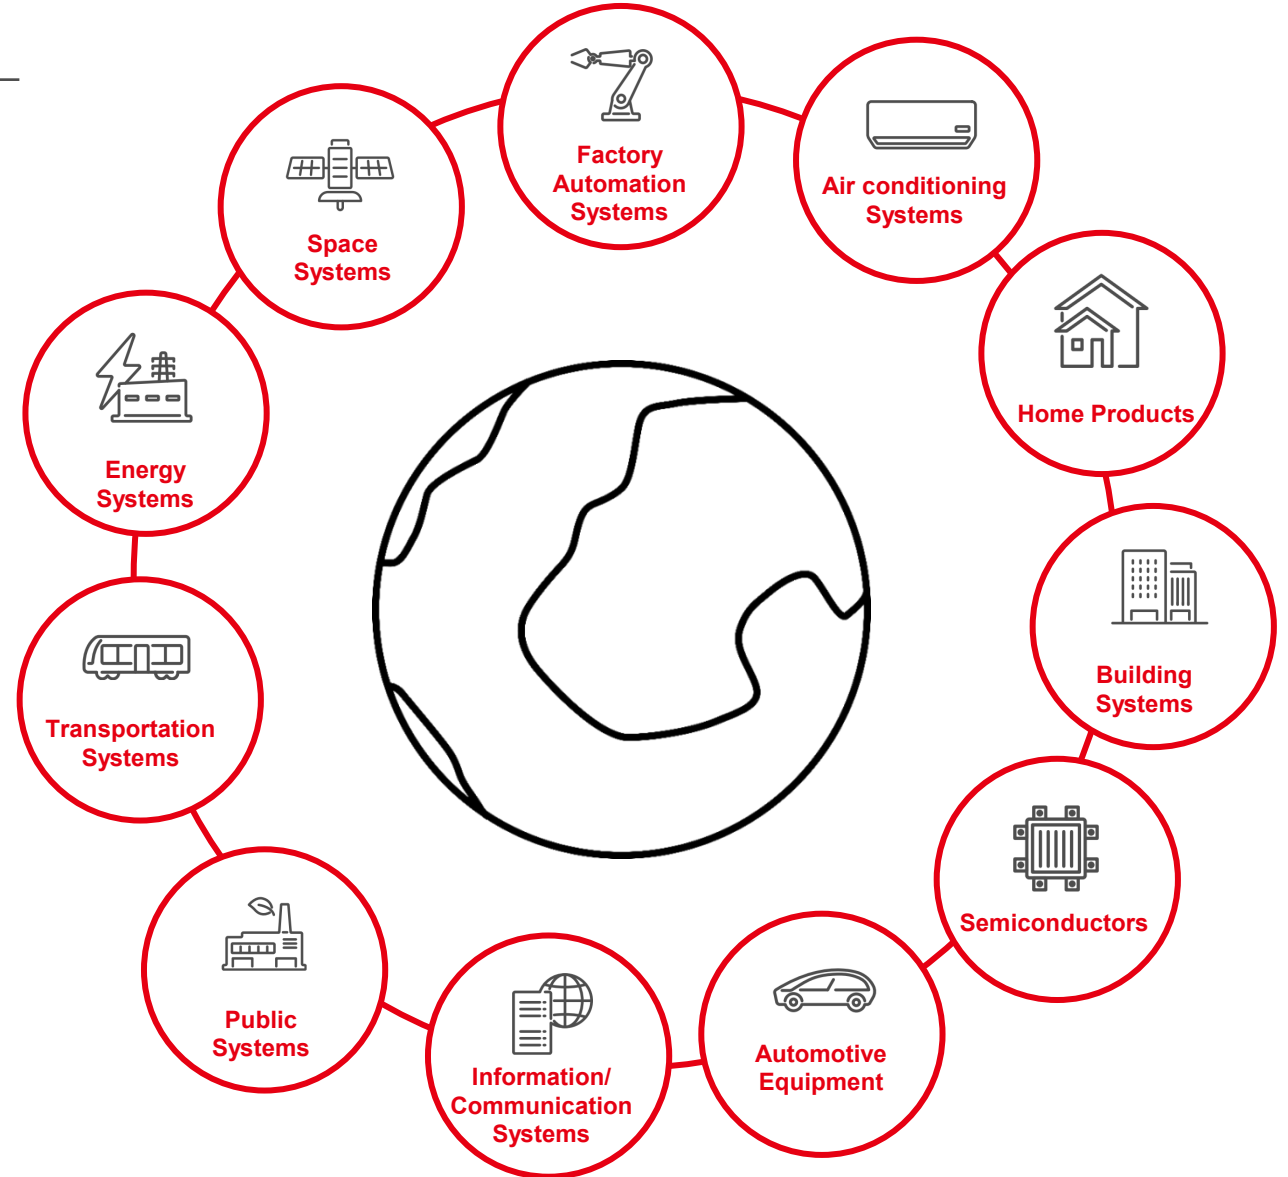 Factory
Automation
Systems
Air conditioning
Systems
Home Products
Building
Systems
Semiconductors
Automotive
Equipment
Information/
Communication
Systems
Public
Systems
Transportation
Systems
Energy
Systems
Space
Systems